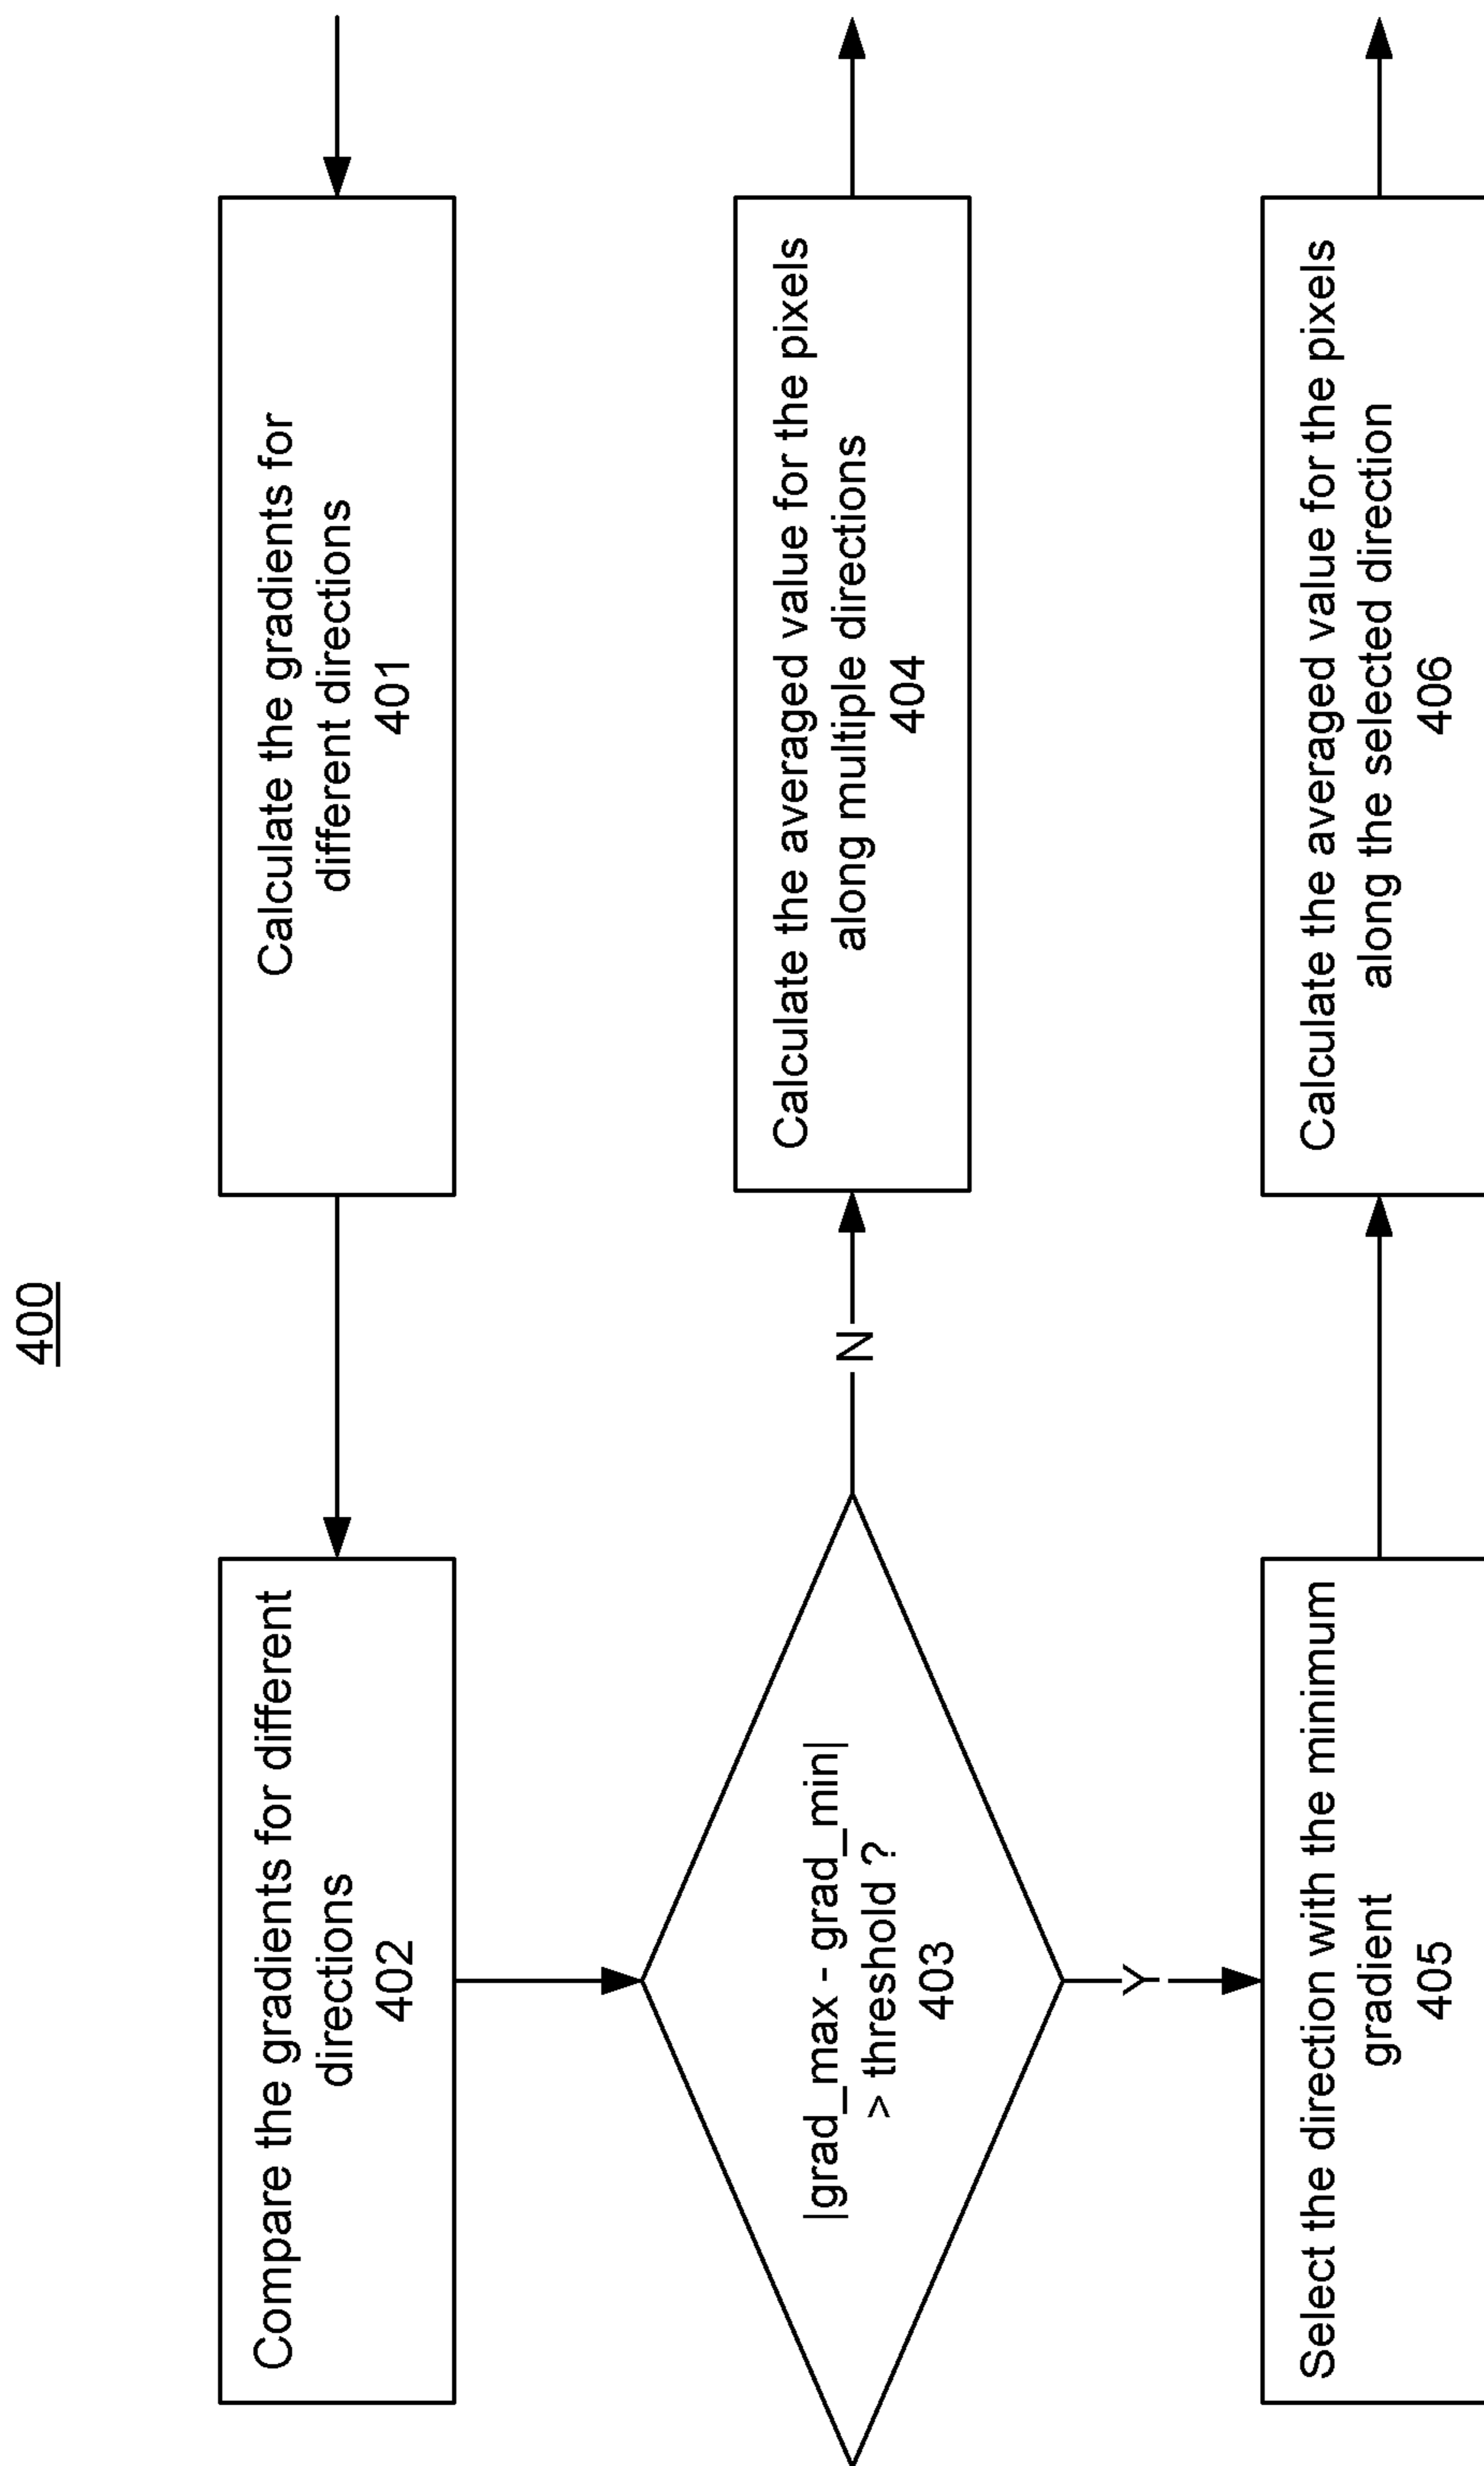 400
Calculate the gradients for
different directions
401
Compare the gradients for different
directions
402
|grad_max - grad_min|
> threshold ?
403
N
Calculate the averaged value for the pixels
along multiple directions
404
Y
Select the direction with the minimum
gradient
405
Calculate the averaged value for the pixels
along the selected direction
406